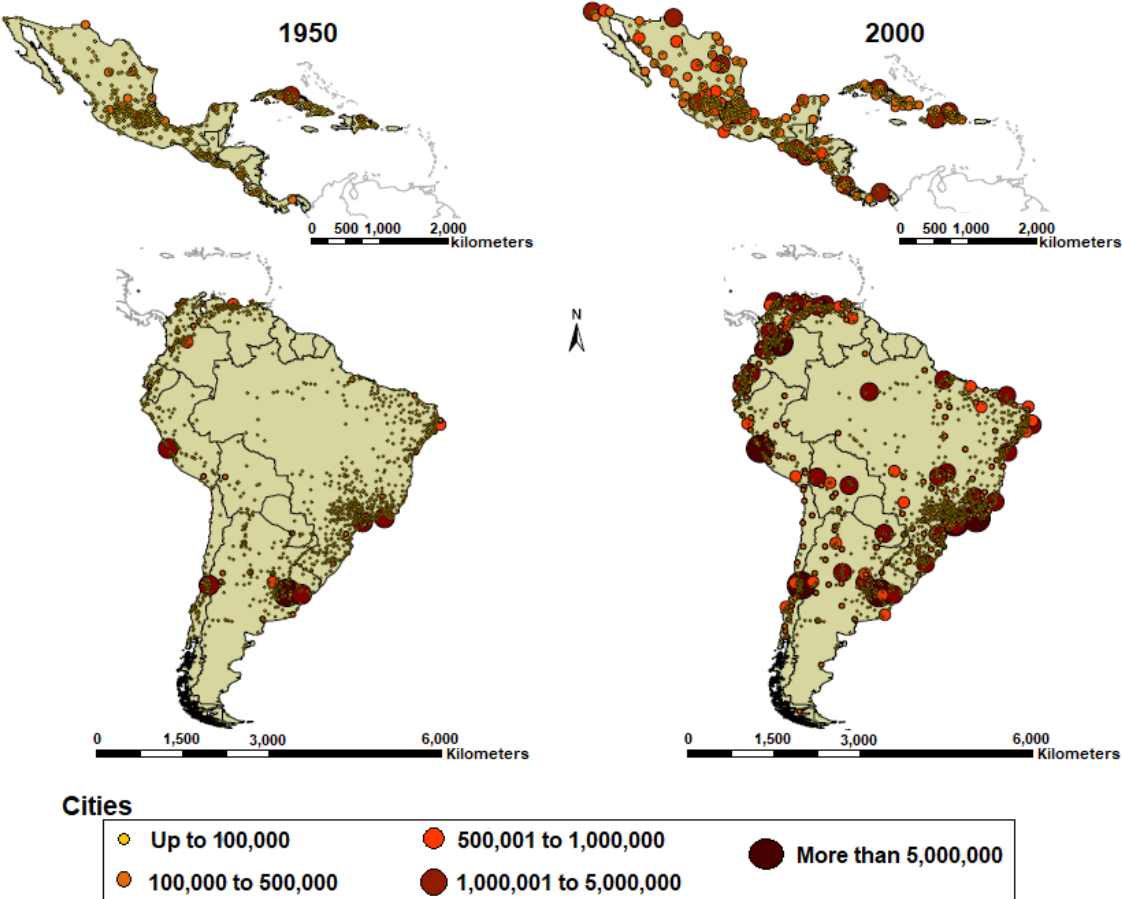 1950
2000
0 500 1,000 2,000
kilometers
0 500 1,000 2,000
kilometers
N
0 1,500 3,000 6,000
Kilometers
0 1,500 3,000 6,000
Kilometers
Cities
Up to 100,000
500,001 to 1,000,000
More than 5,000,000
100,000 to 500,000
1,000,001 to 5,000,000